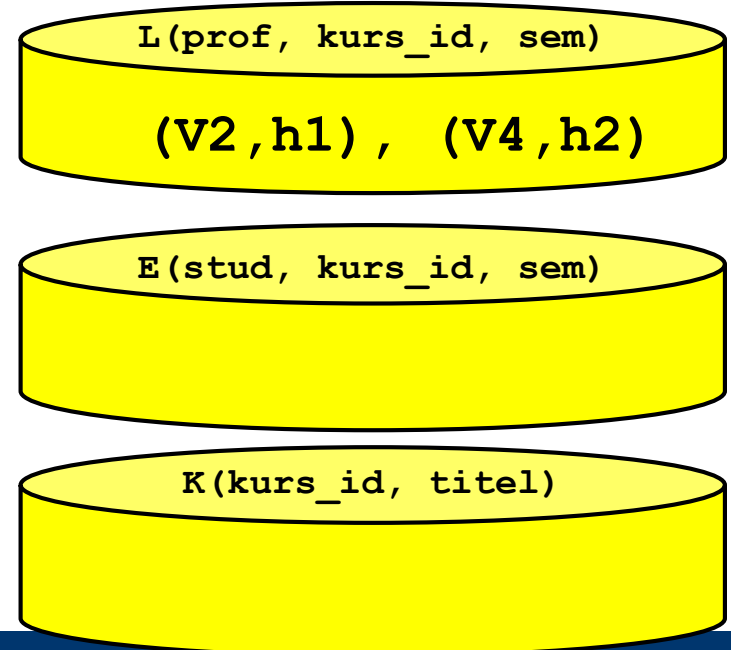 L(prof, kurs_id, sem)
(V2,h1), (V4,h2)
E(stud, kurs_id, sem)
K(kurs_id, titel)